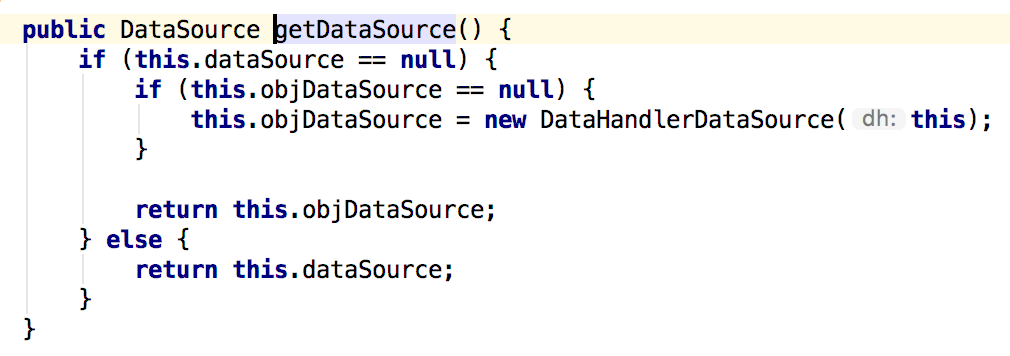 public DataSource getDataSource() {
    if (this.dataSource == null) {
        if (this.objDataSource == null) {
            this.objDataSource = new DataHandlerDataSource( dh: this);
        }

        return this.objDataSource;
    } else {
        return this.dataSource;
    }
}